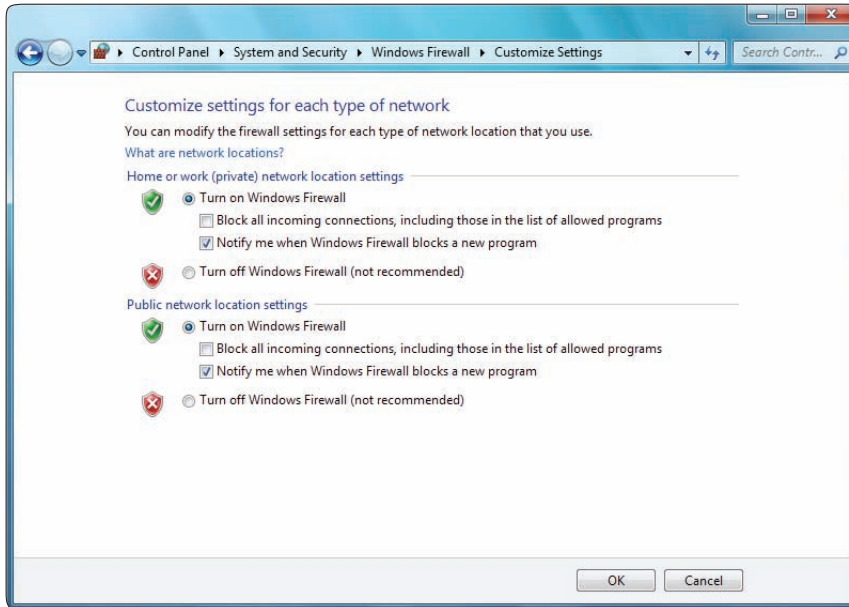 Control Panel System and Security Windows Firewall Customize Settings Search Contr...
Customize settings for each type of network
You can modify the firewall settings for each type of network location that you use.
What are network locations?
Home or work (private) network location settings
Turn on Windows Firewall
Block all incoming connections, including those in the list of allowed programs
Notify me when Windows Firewall blocks a new program
Turn off Windows Firewall (not recommended)
Public network location settings
Turn on Windows Firewall
Block all incoming connections, including those in the list of allowed programs
Notify me when Windows Firewall blocks a new program
Turn off Windows Firewall (not recommended)
OK Cancel